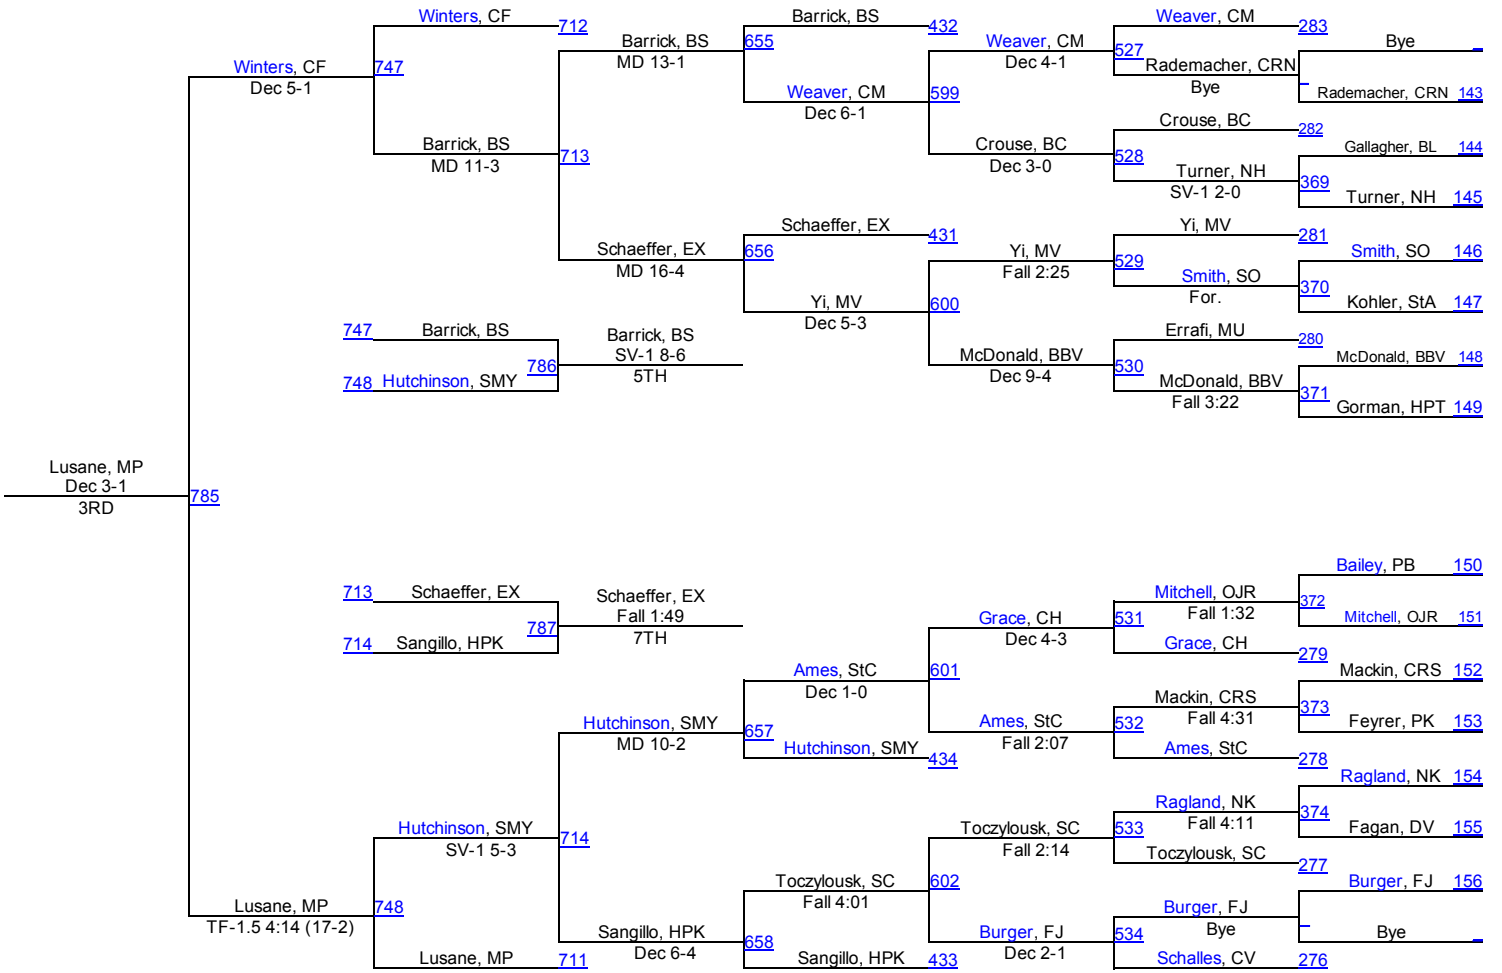 Winters, CF
712
Barrick, BS
432
Weaver, CM
283
Barrick, BS
655
MD 13-1
Weaver, CM
527
Dec 4-1
Bye
Winters, CF
747
Dec 5-1
Rademacher, CRN
Bye
Weaver, CM
599
Dec 6-1
Rademacher, CRN 143
Crouse, BC
282
Barrick, BS
713
MD 11-3
Crouse, BC
528
Dec 3-0
Gallagher, BL 144
Turner, NH
369
SV-1 2-0
Turner, NH 145
Schaeffer, EX
431
Yi, MV
281
Schaeffer, EX
656
MD 16-4
Yi, MV
529
Fall 2:25
Smith, SO 146
Smith, SO
370
For.
Yi, MV
600
Dec 5-3
Kohler, StA 147
747 Barrick, BS
Barrick, BS
SV-1 8-6
786
5TH
748 Hutchinson, SMY
Errafi, MU
280
McDonald, BBV
530
Dec 9-4
McDonald, BBV 148
McDonald, BBV
371
Fall 3:22
Gorman, HPT 149
Lusane, MP
Dec 3-1
785
3RD
Bailey, PB 150
713 Schaeffer, EX
Schaeffer, EX
Fall 1:49
787
7TH
714 Sangillo, HPK
Mitchell, OJR
372
Fall 1:32
Grace, CH
531
Dec 4-3
Mitchell, OJR 151
Grace, CH
279
Ames, StC
601
Dec 1-0
Mackin, CRS 152
Mackin, CRS
373
Fall 4:31
Hutchinson, SMY
657
MD 10-2
Ames, StC
532
Fall 2:07
Feyrer, PK 153
Hutchinson, SMY
434
Ames, StC
278
Ragland, NK 154
Ragland, NK
374
Fall 4:11
Hutchinson, SMY
714
SV-1 5-3
Toczylousk, SC
533
Fall 2:14
Fagan, DV 155
Toczylousk, SC
277
Toczylousk, SC
602
Fall 4:01
Burger, FJ 156
Lusane, MP
748
TF-1.5 4:14 (17-2)
Burger, FJ
Bye
Sangillo, HPK
658
Dec 6-4
Burger, FJ
534
Dec 2-1
Bye
Lusane, MP
711
Sangillo, HPK
433
Schalles, CV
276